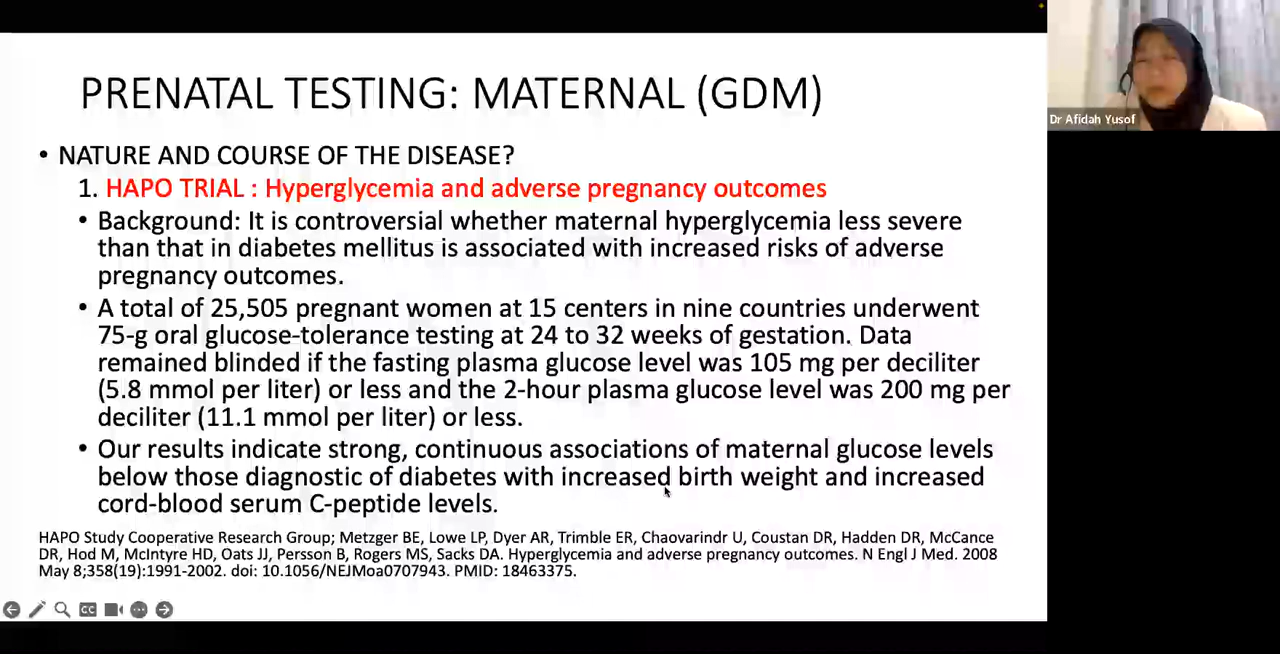 PRENATAL TESTING: MATERNAL (GDM)
• NATURE AND COURSE OF THE DISEASE?
1. HAPO TRIAL : Hyperglycemia and adverse pregnancy outcomes
• Background: It is controversial whether maternal hyperglycemia less severe
than that in diabetes mellitus is associated with increased risks of adverse
pregnancy outcomes.
• A total of 25,505 pregnant women at 15 centers in nine countries underwent
75-g oral glucose-tolerance testing at 24 to 32 weeks of gestation. Data
remained blinded if the fasting plasma glucose level was 105 mg per deciliter
(5.8 mmol per liter) or less and the 2-hour plasma glucose level was 200 mg per
deciliter (11.1 mmol per liter) or less.
• Our results indicate strong, continuous associations of maternal glucose levels
below those diagnostic of diabetes with increased birth weight and increased
cord-blood serum C-peptide levels.
HAPO Study Cooperative Research Group; Metzger BE, Lowe LP, Dyer AR, Trimble ER, Chaovarindr U, Coustan DR, Hadden DR, McCance
DR, Hod M, McIntyre HD, Oats JJ, Persson B, Rogers MS, Sacks DA. Hyperglycemia and adverse pregnancy outcomes. N Engl J Med. 2008
May 8;358(19):1991-2002. doi: 10.1056/NEJMoa0707943. PMID: 18463375.
CC
Dr Afidah Yusof